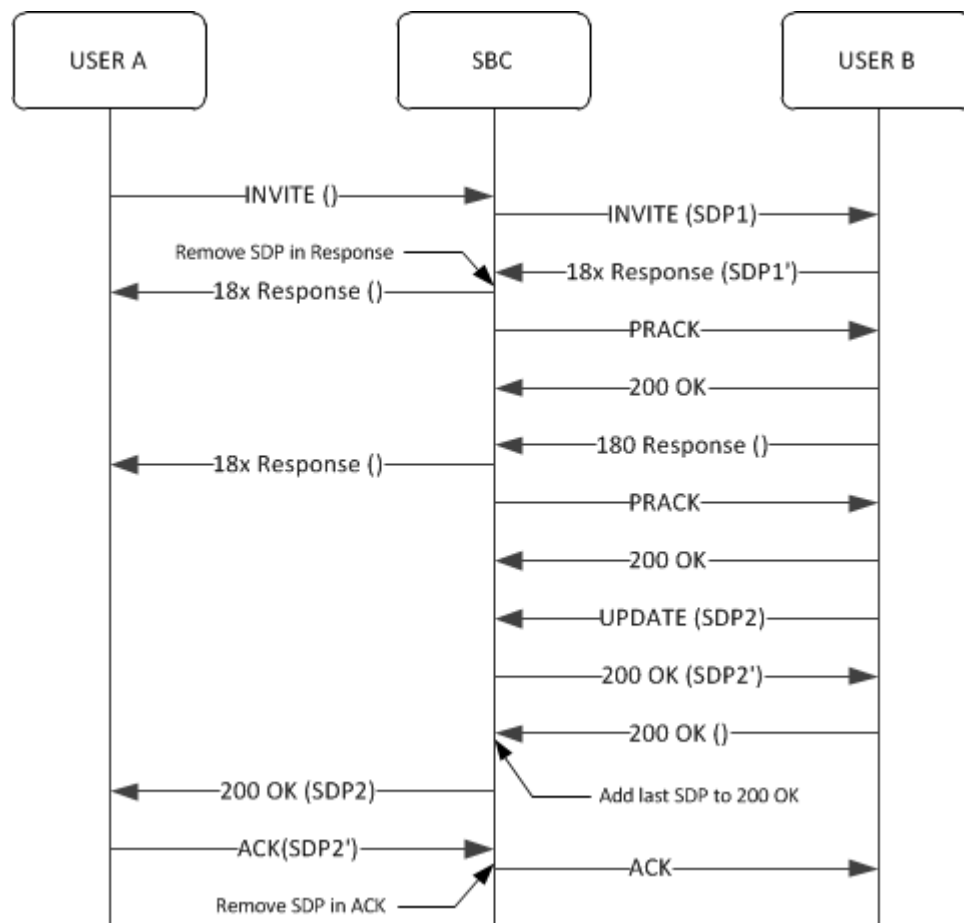 USER A
SBC
USER B
INVITE ()
INVITE (SDP1)
Remove SDP in Response
18x Response (SDP1')
18x Response ()
PRACK
200 OK
180 Response ()
18x Response ()
PRACK
200 OK
UPDATE (SDP2)
200 OK (SDP2')
200 OK ()
200 OK (SDP2)
Add last SDP to 200 OK
ACK(SDP2')
ACK
Remove SDP in ACK